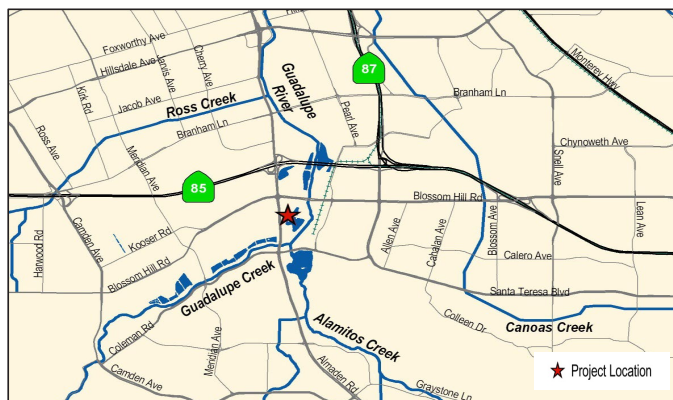 Foxworthy Ave
Hillsdale Ave
Jarvis Ave
Cherry Ave
Kirk Rd
Jacob Ave
Ross Creek
Guadalupe
River
Pearl Ave
87
Branham Ln
Monterey Hwy
Ross Ave
Branham Ln
Meridian Ave
Chynoweth Ave
Snell Ave
85
Blossom Hill Rd
Lean Ave
Harwood Rd
Camden Ave
Kooser Rd
Allen Ave
Cabalan Ave
Blossom Ave
Calero Ave
Blossom Hill Rd
Guadalupe Creek
Santa Teresa Blvd
Coleman Rd
Meridian Ave
Alamitos Creek
Colleen Dr
Canoas Creek
Camden Ave
Almaden Rd
Graystone Ln
Project Location